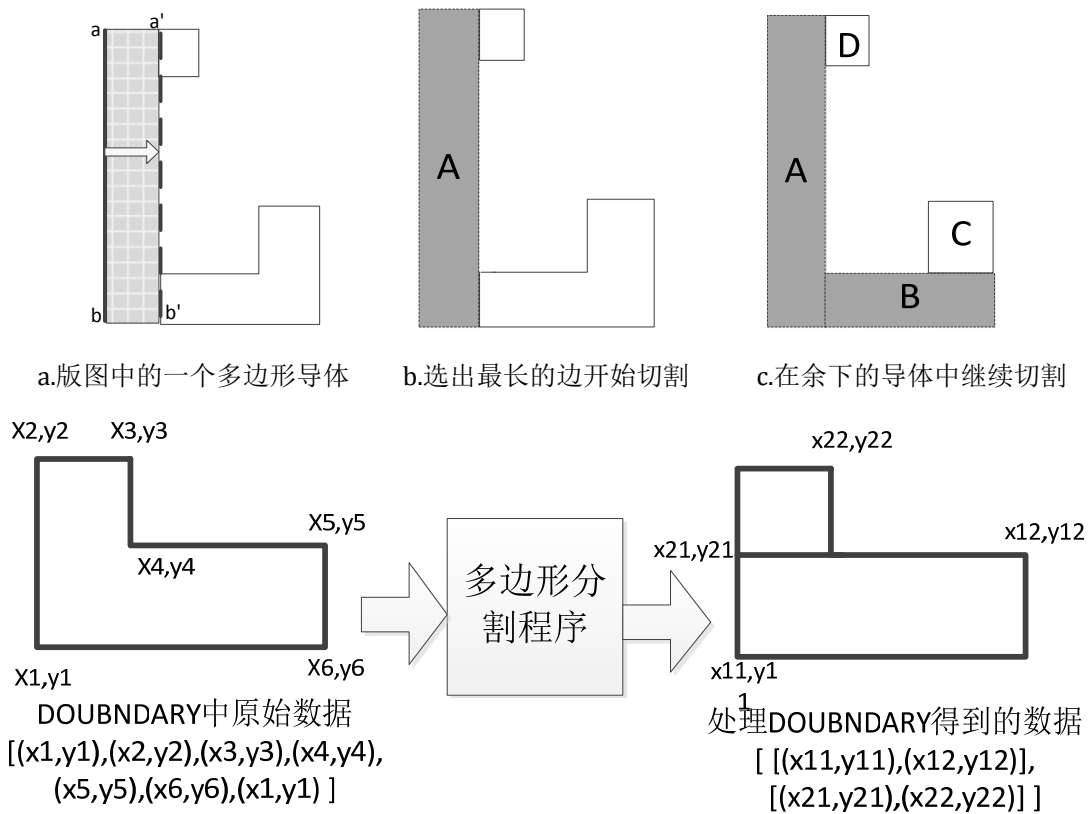 a
a'
b
b'
A
D
A
C
B
a.版图中的一个多边形导体
b.选出最长的边开始切割
c.在余下的导体中继续切割
X2,y2
X3,y3
X5,y5
X4,y4
X1,y1
X6,y6
多边形分
割程序
x22,y22
x21,y21
x12,y12
x11,y1
1
DOUBNDARY中原始数据
[(x1,y1),(x2,y2),(x3,y3),(x4,y4),
(x5,y5),(x6,y6),(x1,y1) ]
处理DOUBNDARY得到的数据
[ [(x11,y11),(x12,y12)],
[(x21,y21),(x22,y22)] ]